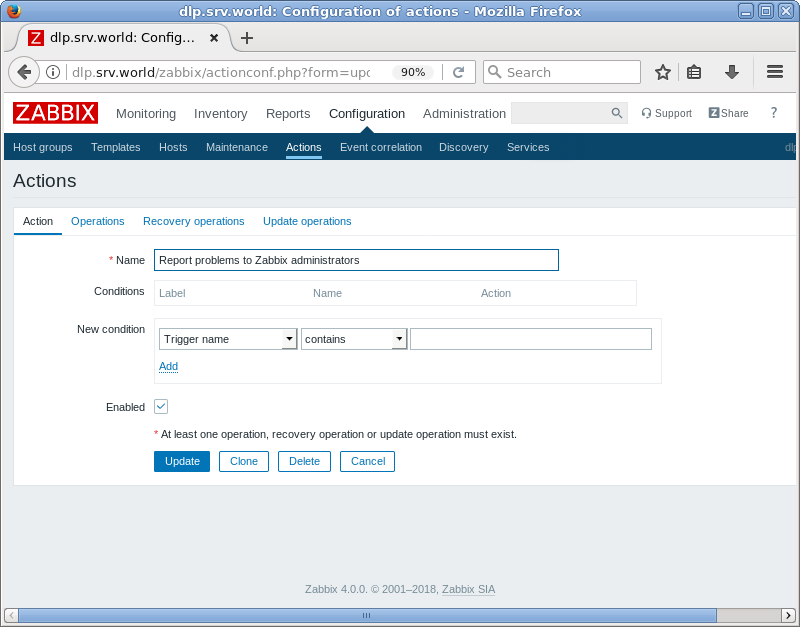 dlp.srv.world: Configuration of actions - Mozilla Firefox
Z dlp.srv.world: Config... × +
dlp.srv.world/zabbix/actionconf.php?form=upd 90% Search
ZABBIX Monitoring Inventory Reports Configuration Administration Support Z Share ?
Host groups Templates Hosts Maintenance Actions Event correlation Discovery Services dlp
Actions
Action Operations Recovery operations Update operations
* Name Report problems to Zabbix administrators
Conditions Label Name Action
New condition Trigger name contains
Add
Enabled
* At least one operation, recovery operation or update operation must exist.
Update Clone Delete Cancel
Zabbix 4.0.0. © 2001–2018, Zabbix SIA